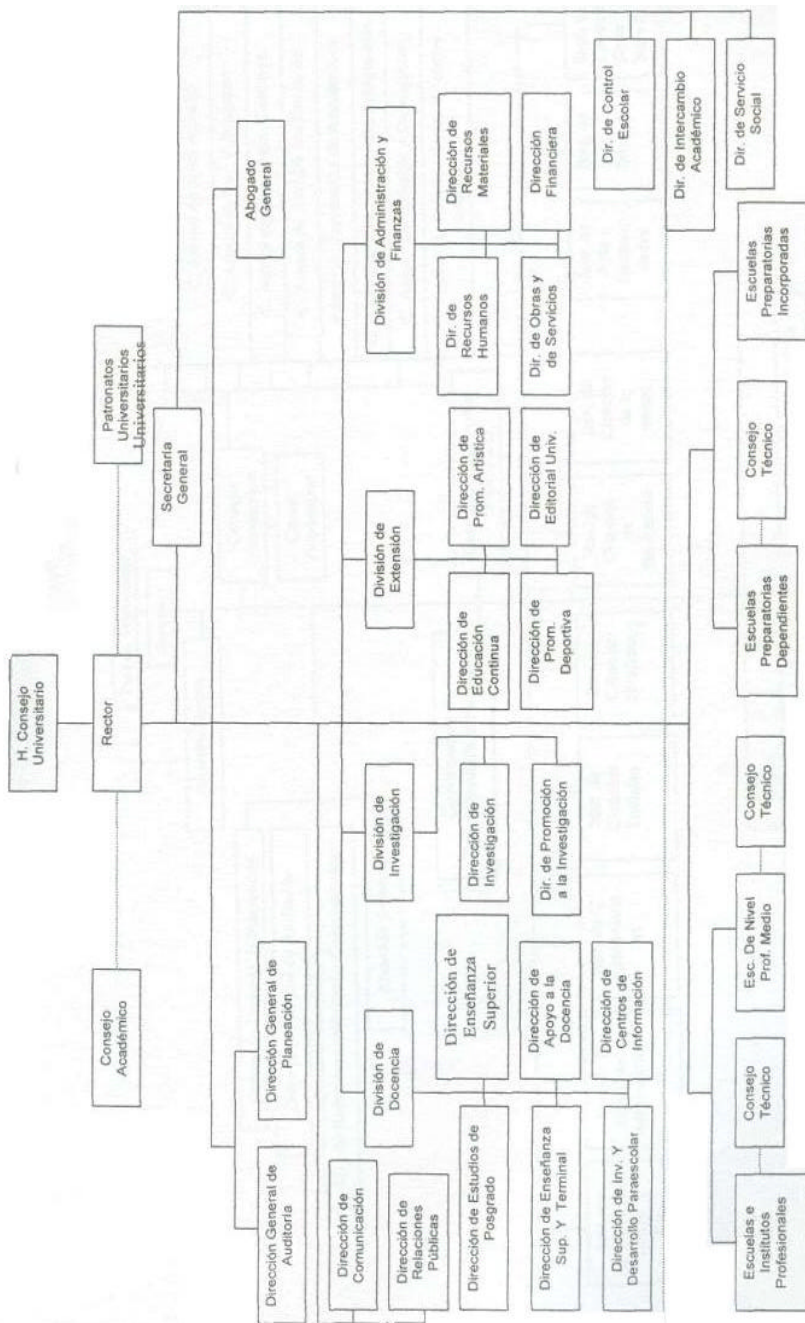 H. Consejo
Universitario
Consejo
Académico
Rector
Patronatos
Universitarios
Universitarios
Secretaría
General
Dirección General de
Auditoria
Dirección General de
Planeación
Abogado
General
Dirección de
Comunicación
Dirección de
Relaciones
Públicas
División de
Docencia
División de
Investigación
División de
Extensión
División de Administración y
Finanzas
Dirección de Estudios de
Posgrado
Dirección de
Enseñanza
Superior
Dirección de Enseñanza
Sup. Y Terminal
Dirección de
Apoyo a la
Docencia
Dirección de Inv. Y
Desarrollo Paraescolar
Dirección de
Centros de
Información
Dirección de
Investigación
Dir. de Promoción
a la Investigación
Dirección de
Educación
Continua
Dirección de
Prom. Artística
Dirección de
Prom.
Deportiva
Dirección de
Editorial Univ.
Dir. de
Recursos
Humanos
Dirección de
Recursos
Materiales
Dir. de Obras y
de Servicios
Dirección
Financiera
Dir. de Control
Escolar
Dir. de Intercambio
Académico
Dir. de Servicio
Social
Escuelas e
Institutos
Profesionales
Consejo
Técnico
Esc. De Nivel
Prof. Medio
Consejo
Técnico
Escuelas
Preparatorias
Dependientes
Consejo
Técnico
Escuelas
Preparatorias
Incorporadas